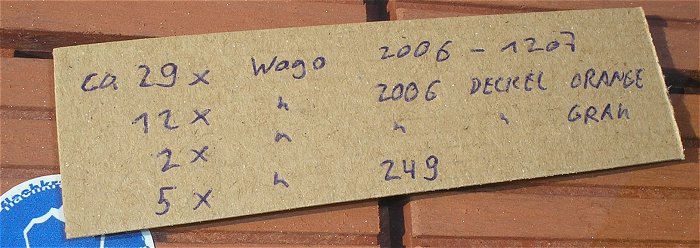 ca 29 x Wago 2006 - 1207
12 x " 2006 DECKEL ORANGE
2 x " " " GRAU
5 x " 249